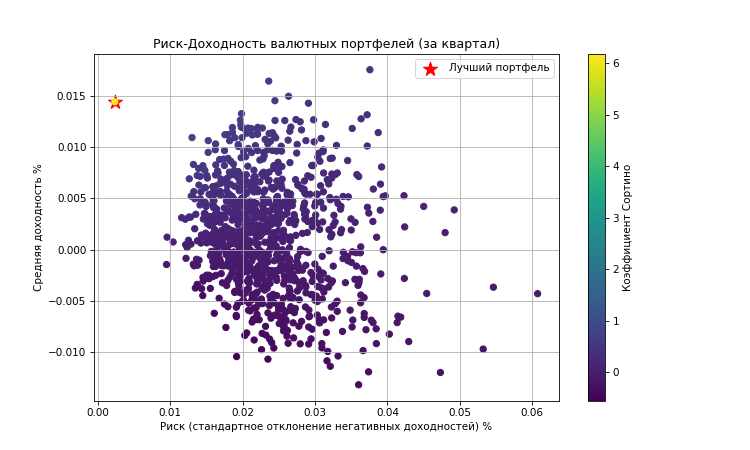 Риск-Доходность валютных портфелей (за квартал)
Лучший портфель
Средняя доходность %
0.015
0.010
0.005
0.000
−0.005
−0.010
0.00 0.01 0.02 0.03 0.04 0.05 0.06
Риск (стандартное отклонение негативных доходностей) %
6
5
4
3
2
1
0
Коэффициент Сортино